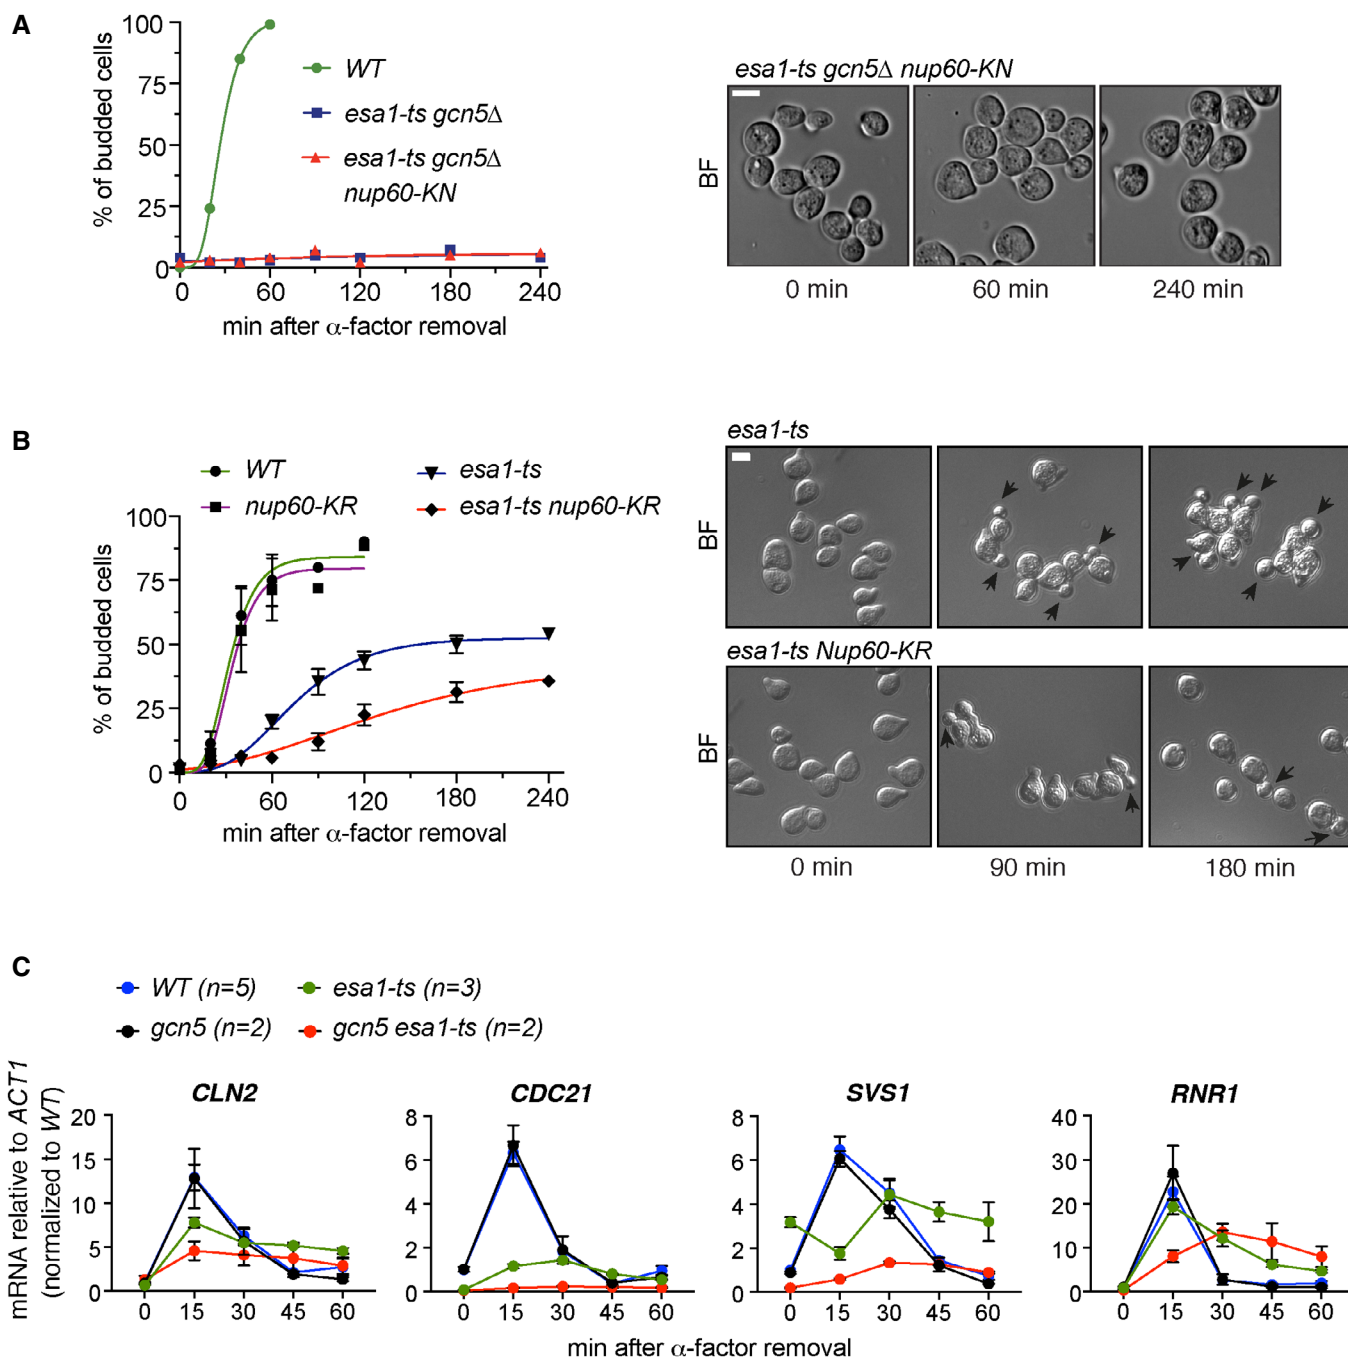 A
100
75
50
25
0
% of budded cells
WT
esa1-ts gcn5Δ
esa1-ts gcn5Δ
nup60-KN
0 60 120 180 240
min after α-factor removal
esa1-ts gcn5Δ nup60-KN
BF
0 min 60 min 240 min
B
WT
nup60-KR
esa1-ts
esa1-ts nup60-KR
100
75
50
25
0
% of budded cells
0 60 120 180 240
min after α-factor removal
esa1-ts
BF
esa1-ts Nup60-KR
BF
0 min 90 min 180 min
C
WT (n=5)
esa1-ts (n=3)
gcn5 (n=2)
gcn5 esa1-ts (n=2)
mRNA relative to ACT1
(normalized to WT)
CLN2
20
15
10
5
0
0 15 30 45 60
CDC21
8
6
4
2
0
0 15 30 45 60
SVS1
8
6
4
2
0
0 15 30 45 60
RNR1
40
30
20
10
0
0 15 30 45 60
min after α-factor removal